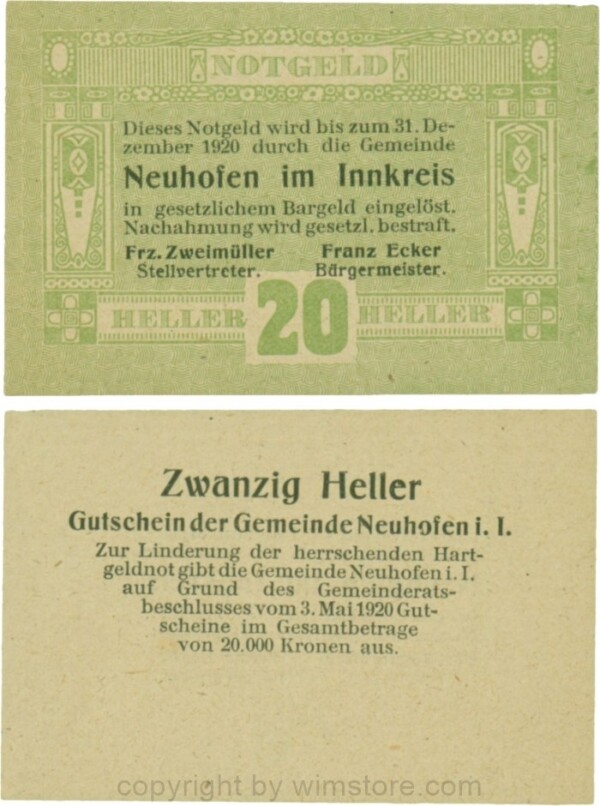 NOTGELD
Dieses Notgeld wird bis zum 31. De-
zember 1920 durch die Gemeinde
Neuhofen im Innkreis
in gesetzlichem Bargeld eingelöst.
Nachahmung wird gesetzl. bestraft.
Frz. Zweimüller Franz Ecker
Stellvertreter. Bürgermeister.
HELLER 20 HELLER
Zwanzig Heller
Gutschein der Gemeinde Neuhofen i. I.
Zur Linderung der herrschenden Hart-
geldnot gibt die Gemeinde Neuhofen i. I.
auf Grund des Gemeinderats-
beschlusses vom 3. Mai 1920 Gut-
scheine im Gesamtbetrage
von 20.000 Kronen aus.
copyright by wimstore.com